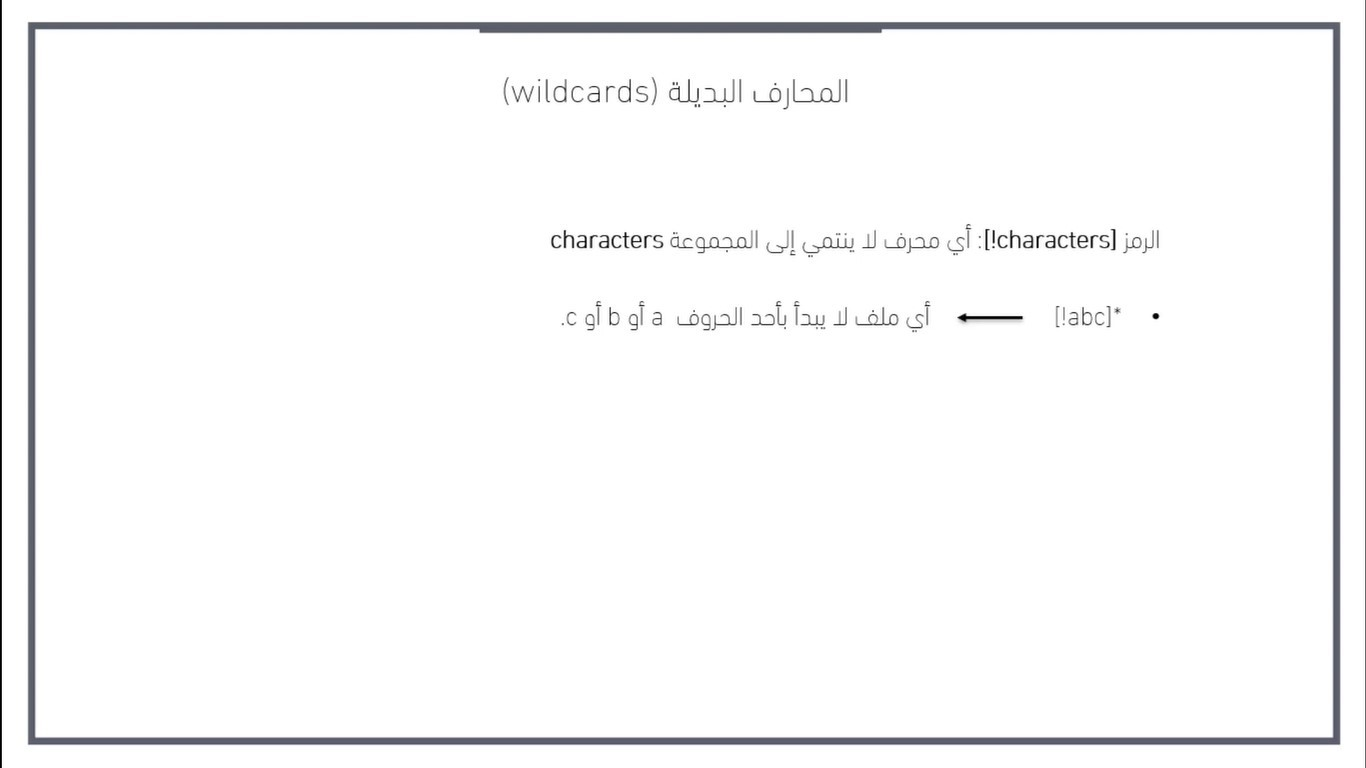 المحارف البديلة (wildcards)
الرمز [!characters]: أي محرف لا ينتمي إلى المجموعة characters
• [!abc]* ← أي ملف لا يبدأ بأحد الحروف a أو b أو c.